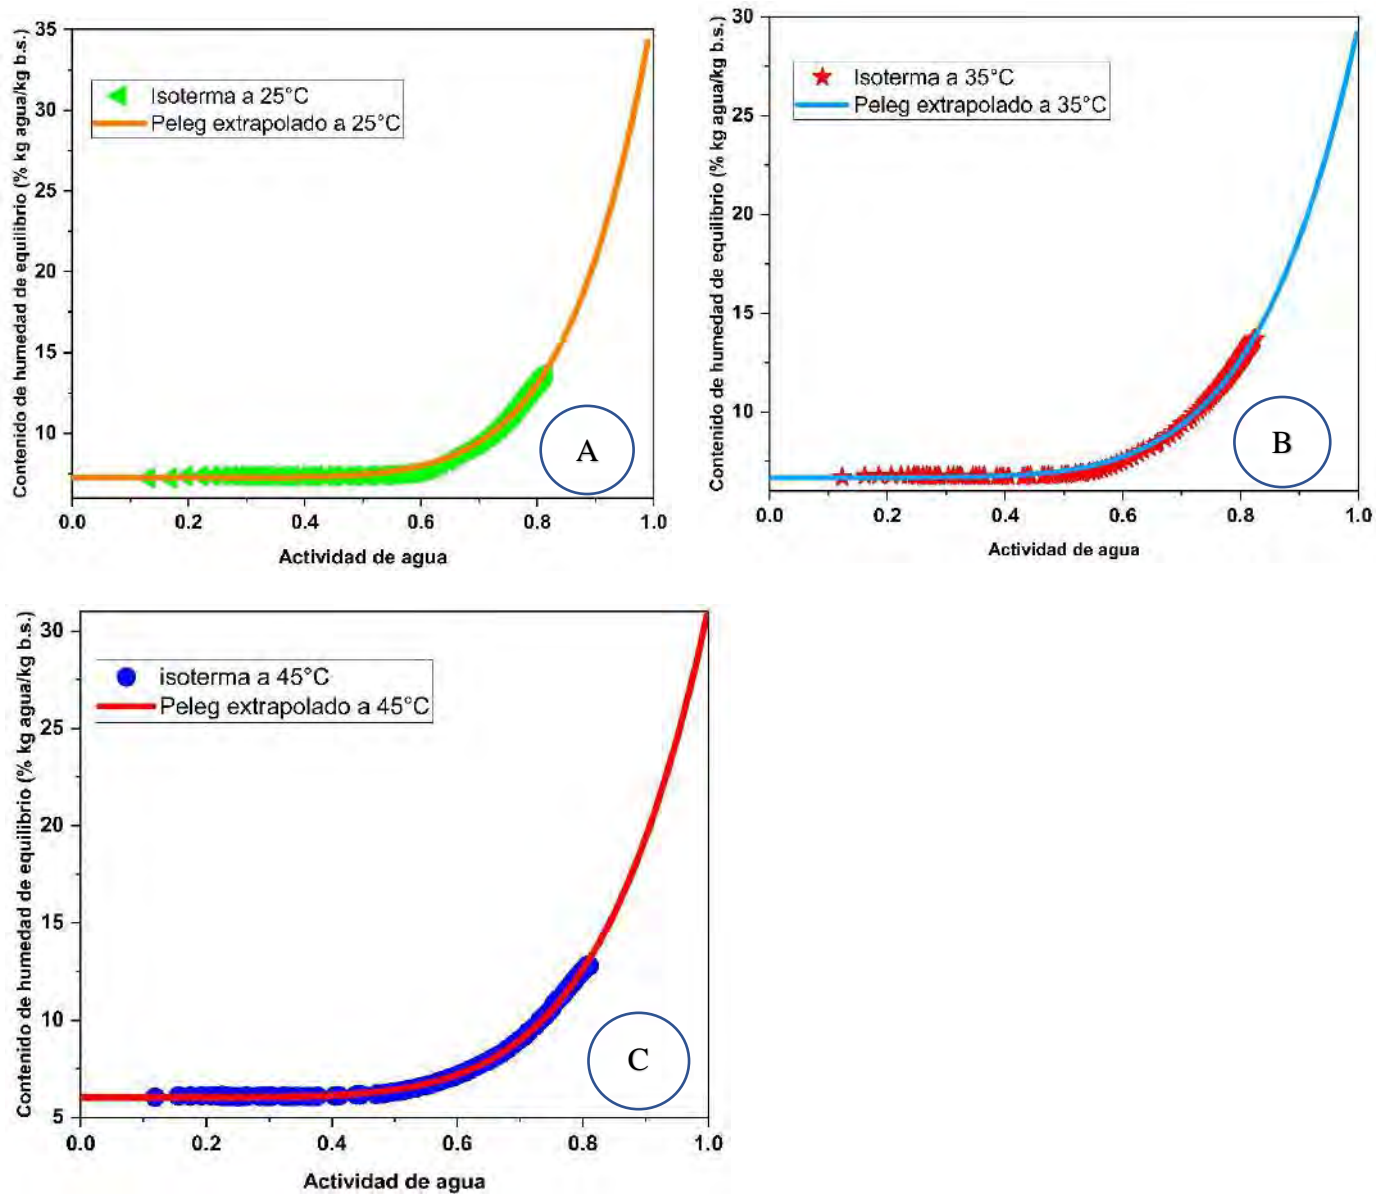 Contenido de humedad de equilibrio (% kg agua/kg b.s.)
35
30
25
20
15
10
Isoterma a 25°C
Peleg extrapolado a 25°C
A
0.0 0.2 0.4 0.6 0.8 1.0
Actividad de agua
Contenido de humedad de equilibrio (% kg agua/kg b.s.)
30
25
20
15
10
Isoterma a 35°C
Peleg extrapolado a 35°C
B
0.0 0.2 0.4 0.6 0.8 1.0
Actividad de agua
Contenido de humedad de equilibrio (% kg agua/kg b.s.)
30
25
20
15
10
5
isoterma a 45°C
Peleg extrapolado a 45°C
C
0.0 0.2 0.4 0.6 0.8 1.0
Actividad de agua